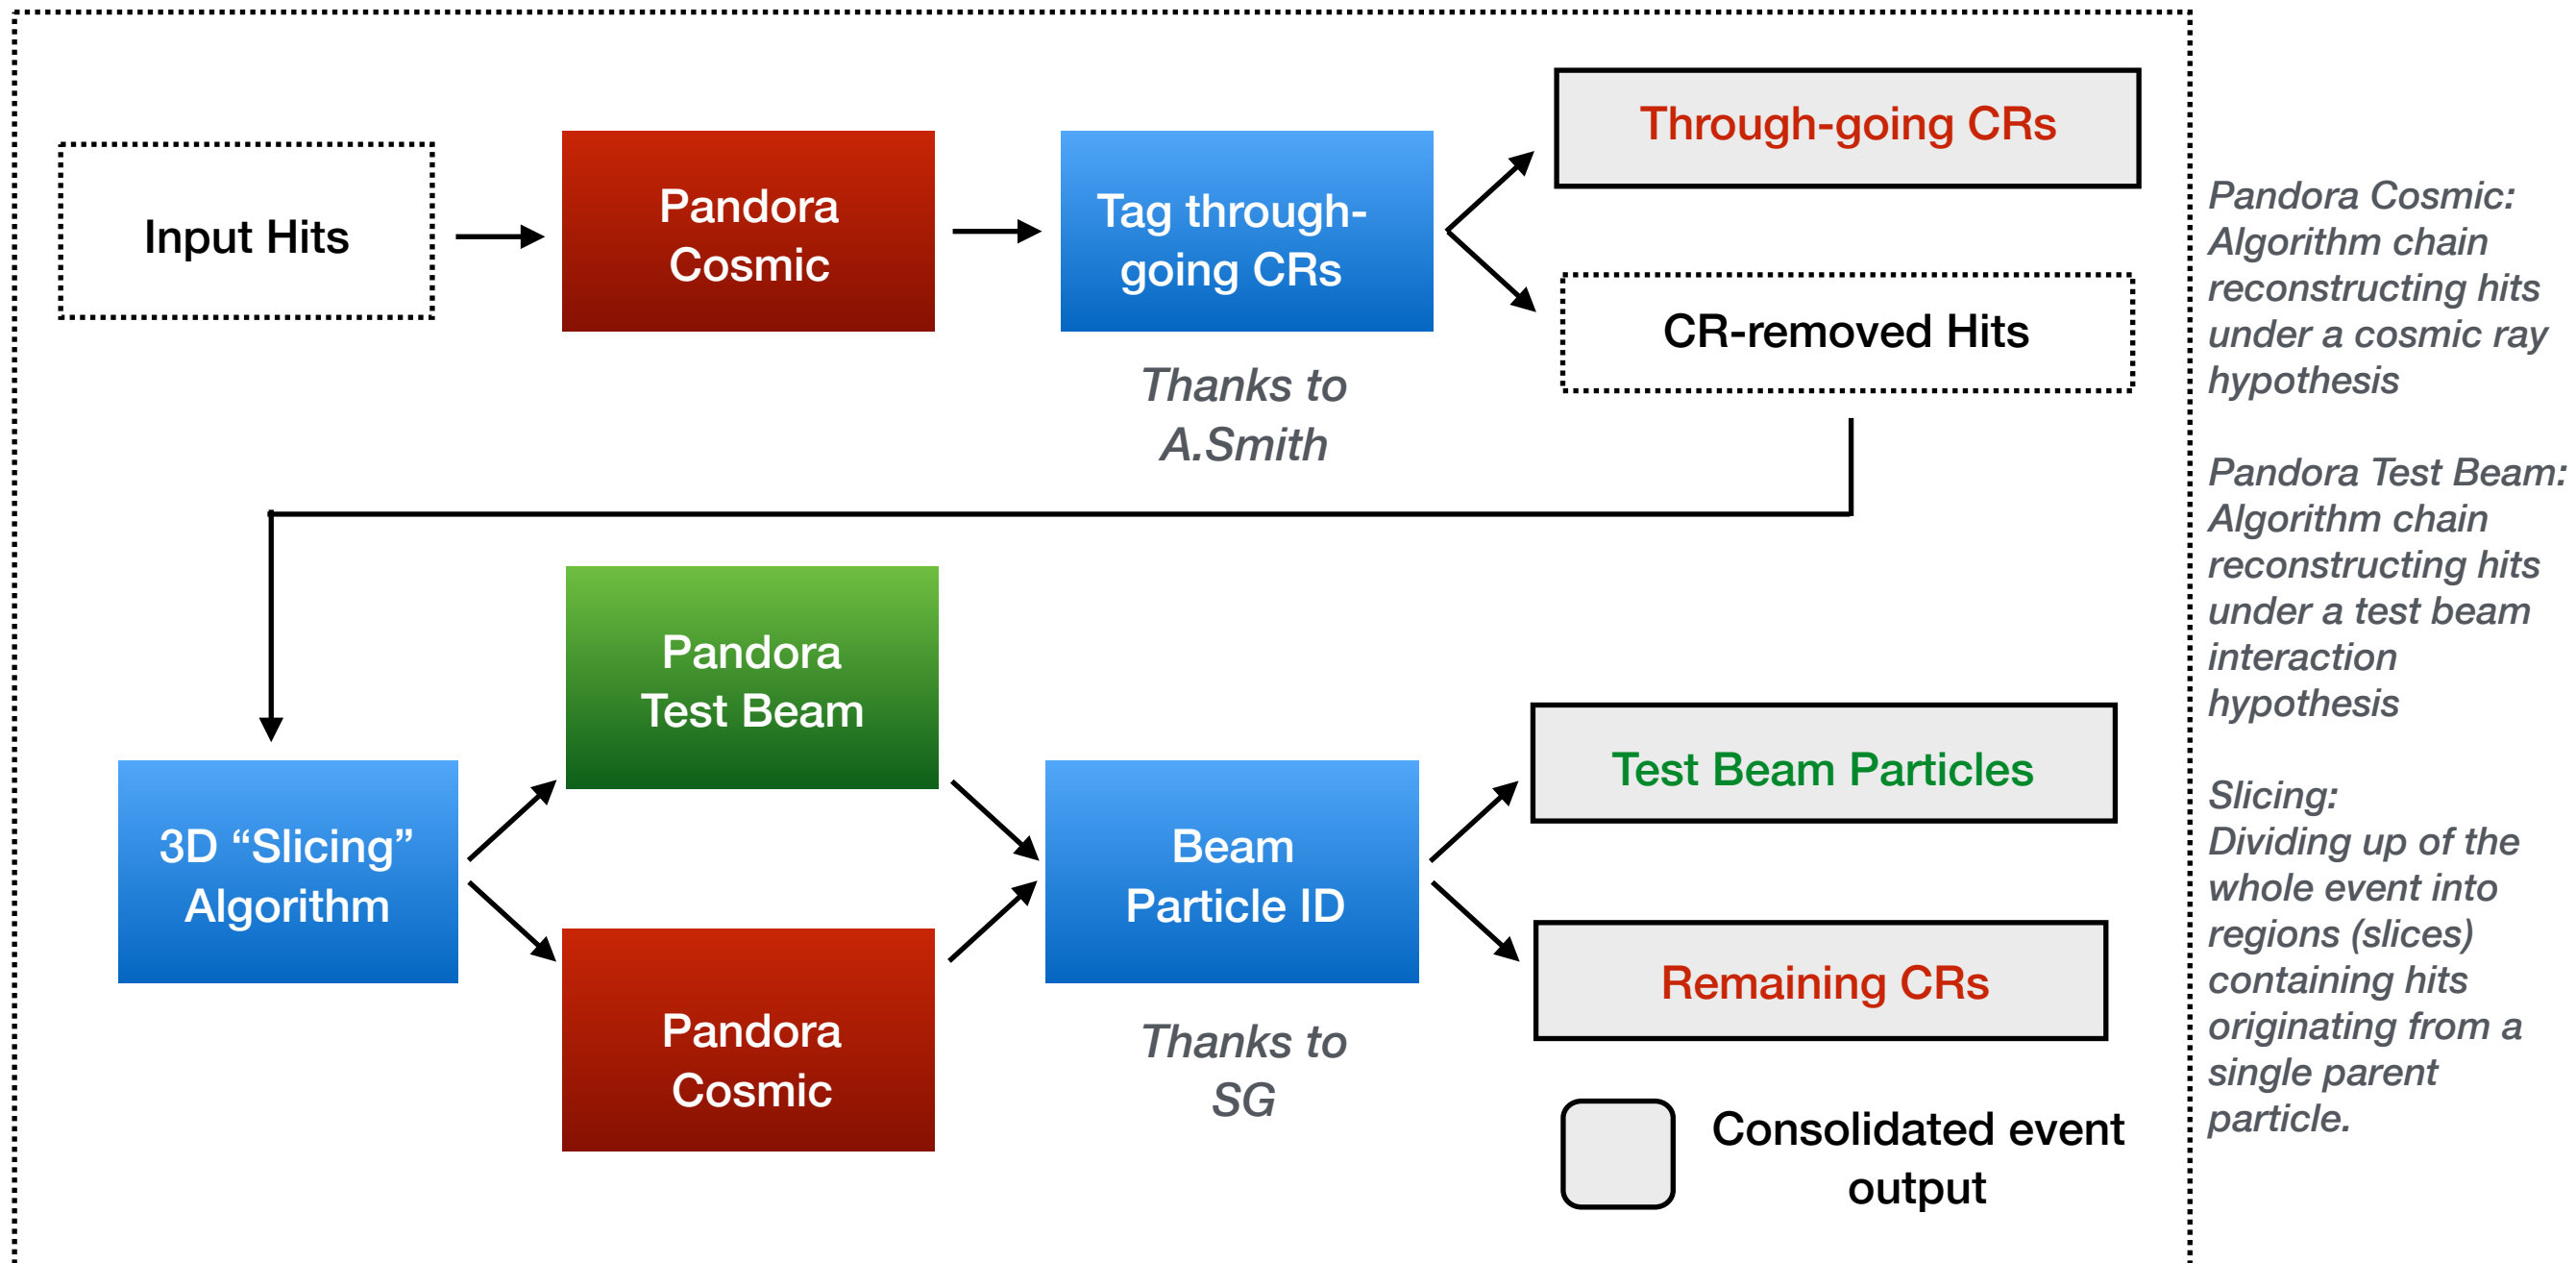 Input Hits
Pandora
Cosmic
Tag through-
going CRs
Thanks to
A.Smith
Through-going CRs
CR-removed Hits
3D “Slicing”
Algorithm
Pandora
Test Beam
Pandora
Cosmic
Beam
Particle ID
Thanks to
SG
Test Beam Particles
Remaining CRs
Consolidated event
output
Pandora Cosmic:
Algorithm chain
reconstructing hits
under a cosmic ray
hypothesis
Pandora Test Beam:
Algorithm chain
reconstructing hits
under a test beam
interaction
hypothesis
Slicing:
Dividing up of the
whole event into
regions (slices)
containing hits
originating from a
single parent
particle.